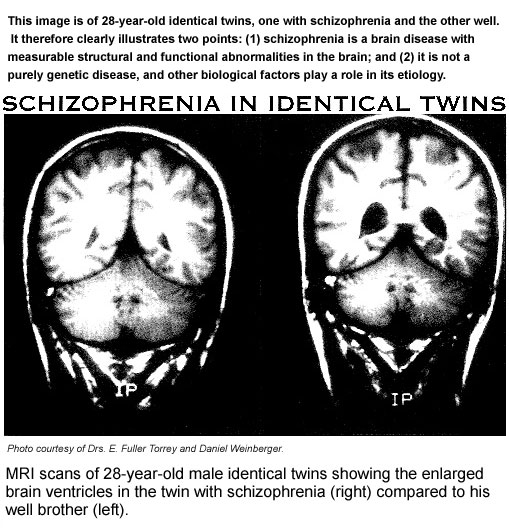 This image is of 28-year-old identical twins, one with schizophrenia and the other well.
It therefore clearly illustrates two points: (1) schizophrenia is a brain disease with
measurable structural and functional abnormalities in the brain; and (2) it is not a
purely genetic disease, and other biological factors play a role in its etiology.
SCHIZOPHRENIA IN IDENTICAL TWINS
IP
IP
Photo courtesy of Drs. E. Fuller Torrey and Daniel Weinberger.
MRI scans of 28-year-old male identical twins showing the enlarged
brain ventricles in the twin with schizophrenia (right) compared to his
well brother (left).